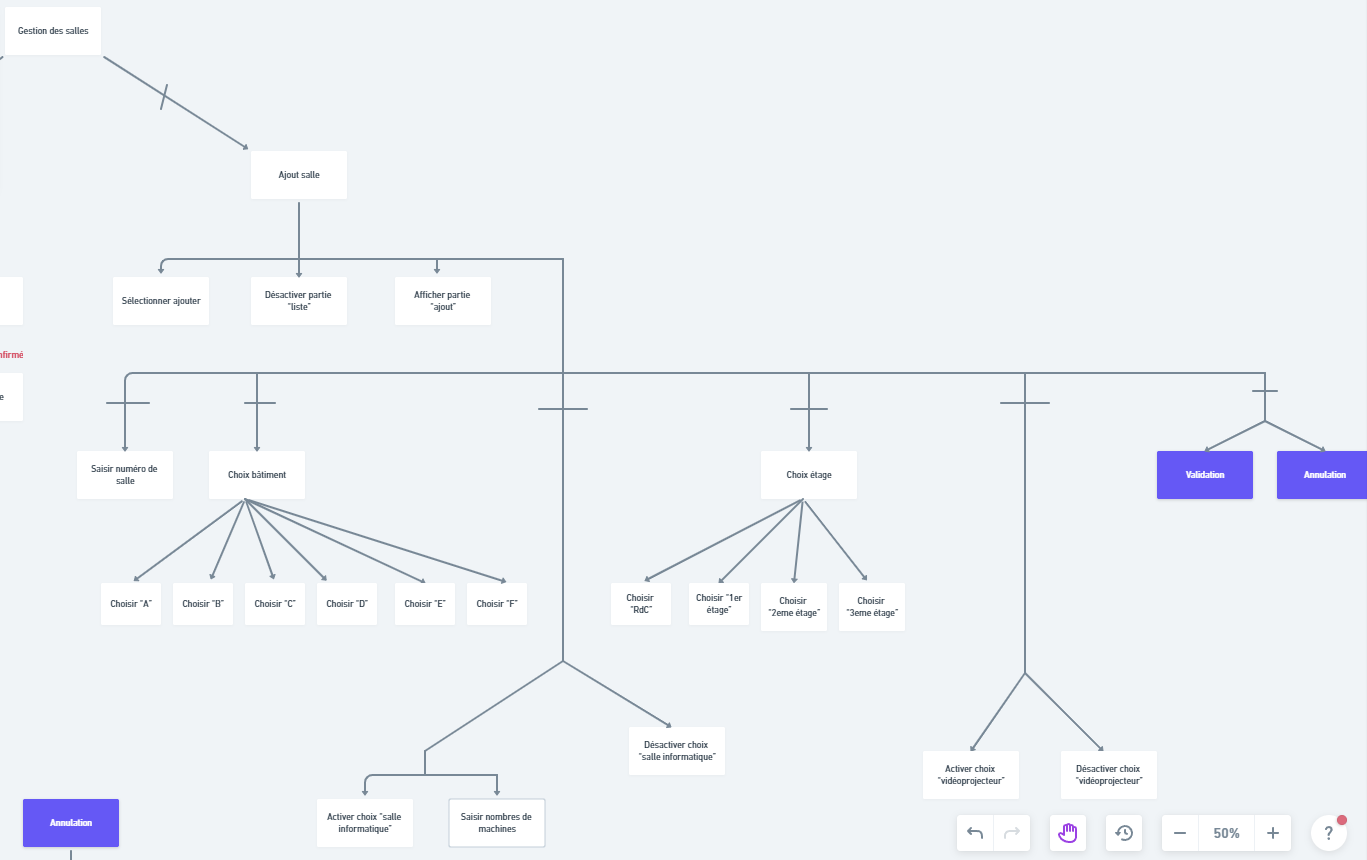 Gestion des salles
Ajout salle
Sélectionner ajouter
Désactiver partie
"liste"
Afficher partie
"ajout"
nfirmé
e
Saisir numéro de
salle
Choix bâtiment
Choix étage
Validation
Annulation
Choisir "A"
Choisir "B"
Choisir "C"
Choisir "D"
Choisir "E"
Choisir "F"
Choisir
"RdC"
Choisir "1er
étage"
Choisir
"2eme étage"
Choisir
"3eme étage"
Désactiver choix
"salle informatique"
Activer choix
"vidéoprojecteur"
Désactiver choix
"vidéoprojecteur"
Annulation
Activer choix "salle
informatique"
Saisir nombres de
machines
50%
?